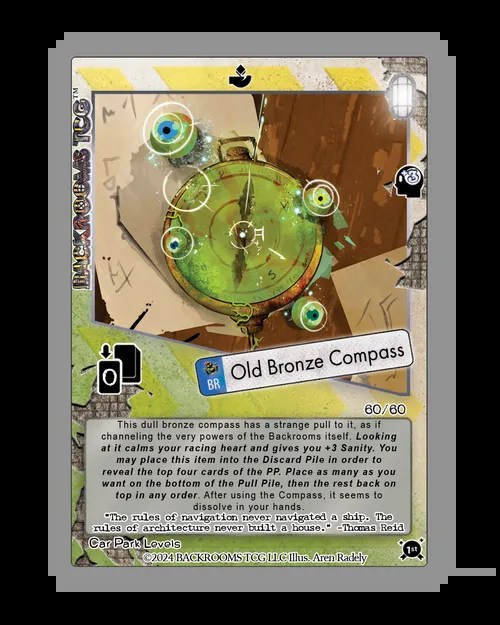 BACKROOMS TCG™
3
S
0
BR
Old Bronze Compass
60/60
This dull bronze compass has a strange pull to it, as if
channeling the very powers of the Backrooms itself. Looking
at it calms your racing heart and gives you +3 Sanity. You
may place this item into the Discard Pile in order to
reveal the top four cards of the PP. Place as many as you
want on the bottom of the Pull Pile, then the rest back on
top in any order. After using the Compass, it seems to
dissolve in your hands.
"The rules of navigation never navigated a ship. The
rules of architecture never built a house." -Thomas Reid
Car Park Levels
1st
©2024 BACKROOMS TCG LLC Illus. Aren Radely